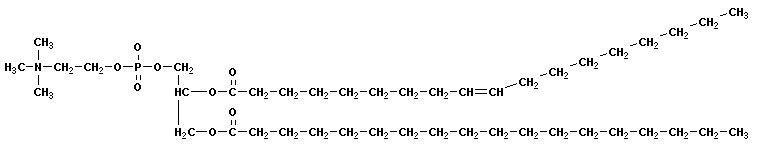 CH₃
CH₂
CH₂
CH₃ CH₂
O CH₂
H₃C N CH₂ CH₂ O P O CH₂ CH₂
O CH₂
O CH₂
CH₃ CH O C CH₂ CH₂ CH₂ CH₂ CH₂ CH₂ CH₂ CH CH
O
H₂C O C CH₂ CH₂ CH₂ CH₂ CH₂ CH₂ CH₂ CH₂ CH₂ CH₂ CH₂ CH₂ CH₂ CH₂ CH₂ CH₂ CH₃